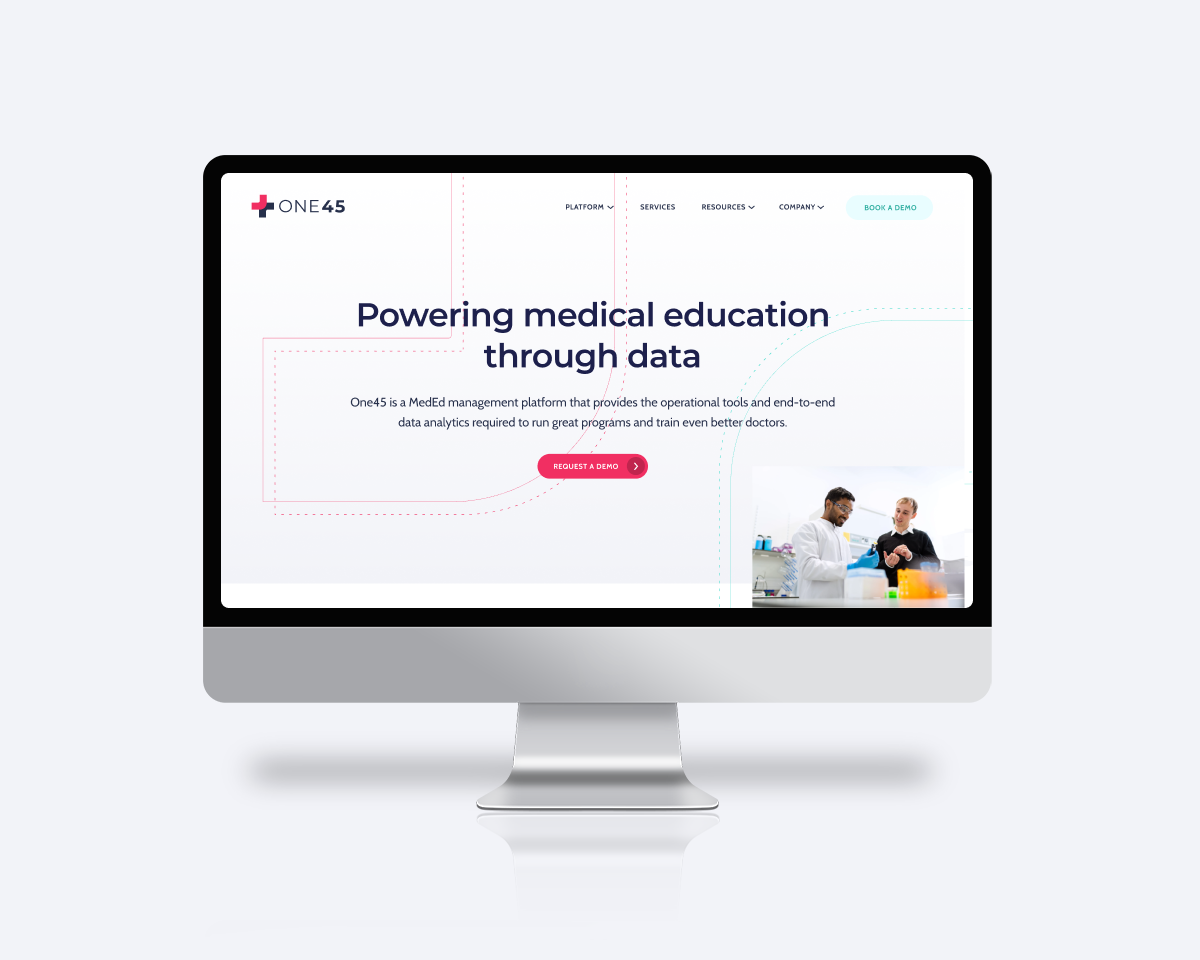 ONE45
PLATFORM
SERVICES
RESOURCES
COMPANY
BOOK A DEMO
Powering medical education
through data
One45 is a MedEd management platform that provides the operational tools and end-to-end
data analytics required to run great programs and train even better doctors.
REQUEST A DEMO